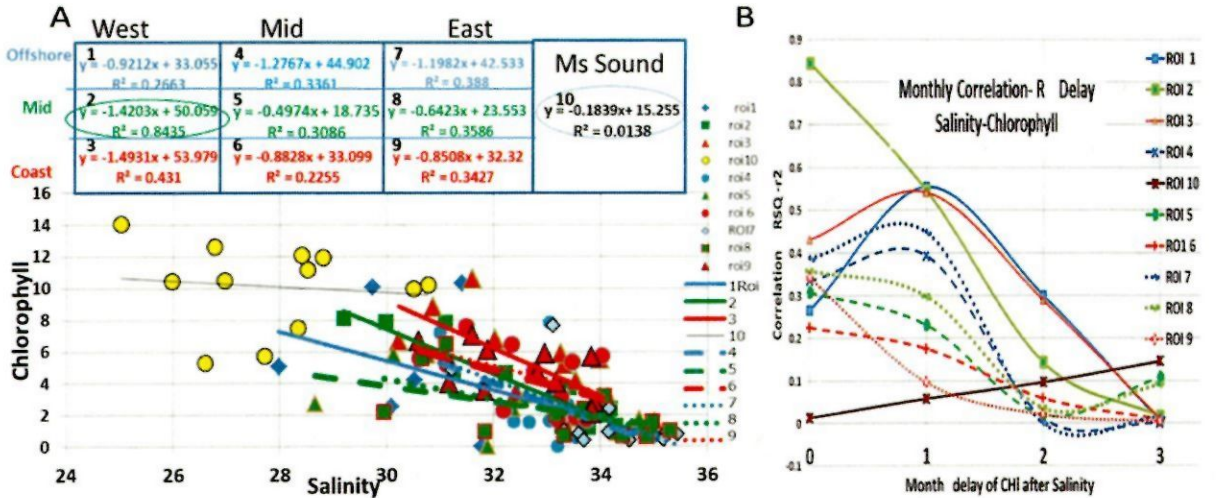 A
West Mid East
Offshore 1 4 7
y = -0.9212x + 33.055 y = -1.2767x + 44.902 y = -1.1982x + 42.533
R² = 0.2663 R² = 0.3361 R² = 0.388
Ms Sound
Mid 2 5 8 10
y = -1.4203x + 50.059 y = -0.4974x + 18.735 y = -0.6423x + 23.553 y = -0.1839x + 15.255
R² = 0.8435 R² = 0.3086 R² = 0.3586 R² = 0.0138
Coast 3 6 9
y = -1.4931x + 53.979 y = -0.8828x + 33.099 y = -0.8508x + 32.32
R² = 0.431 R² = 0.2255 R² = 0.3427
Chlorophyll
16
14
12
10
8
6
4
2
0
24 26 28 30 32 34 36
Salinity
roi1
roi2
roi3
roi10
roi4
roi5
roi 6
ROI7
roi8
roi9
1Roi
2
3
10
4
5
6
7
8
9
B
Monthly Correlation- R Delay
Salinity-Chlorophyll
Correlation RSQ -r2
0.9
0.8
0.7
0.6
0.5
0.4
0.3
0.2
0.1
0
-0.1
0 1 2 3
Month delay of CHl after Salinity
ROI 1
ROI 2
ROI 3
ROI 4
ROI 10
ROI 5
RO1 6
ROI 7
ROI 8
ROI 9